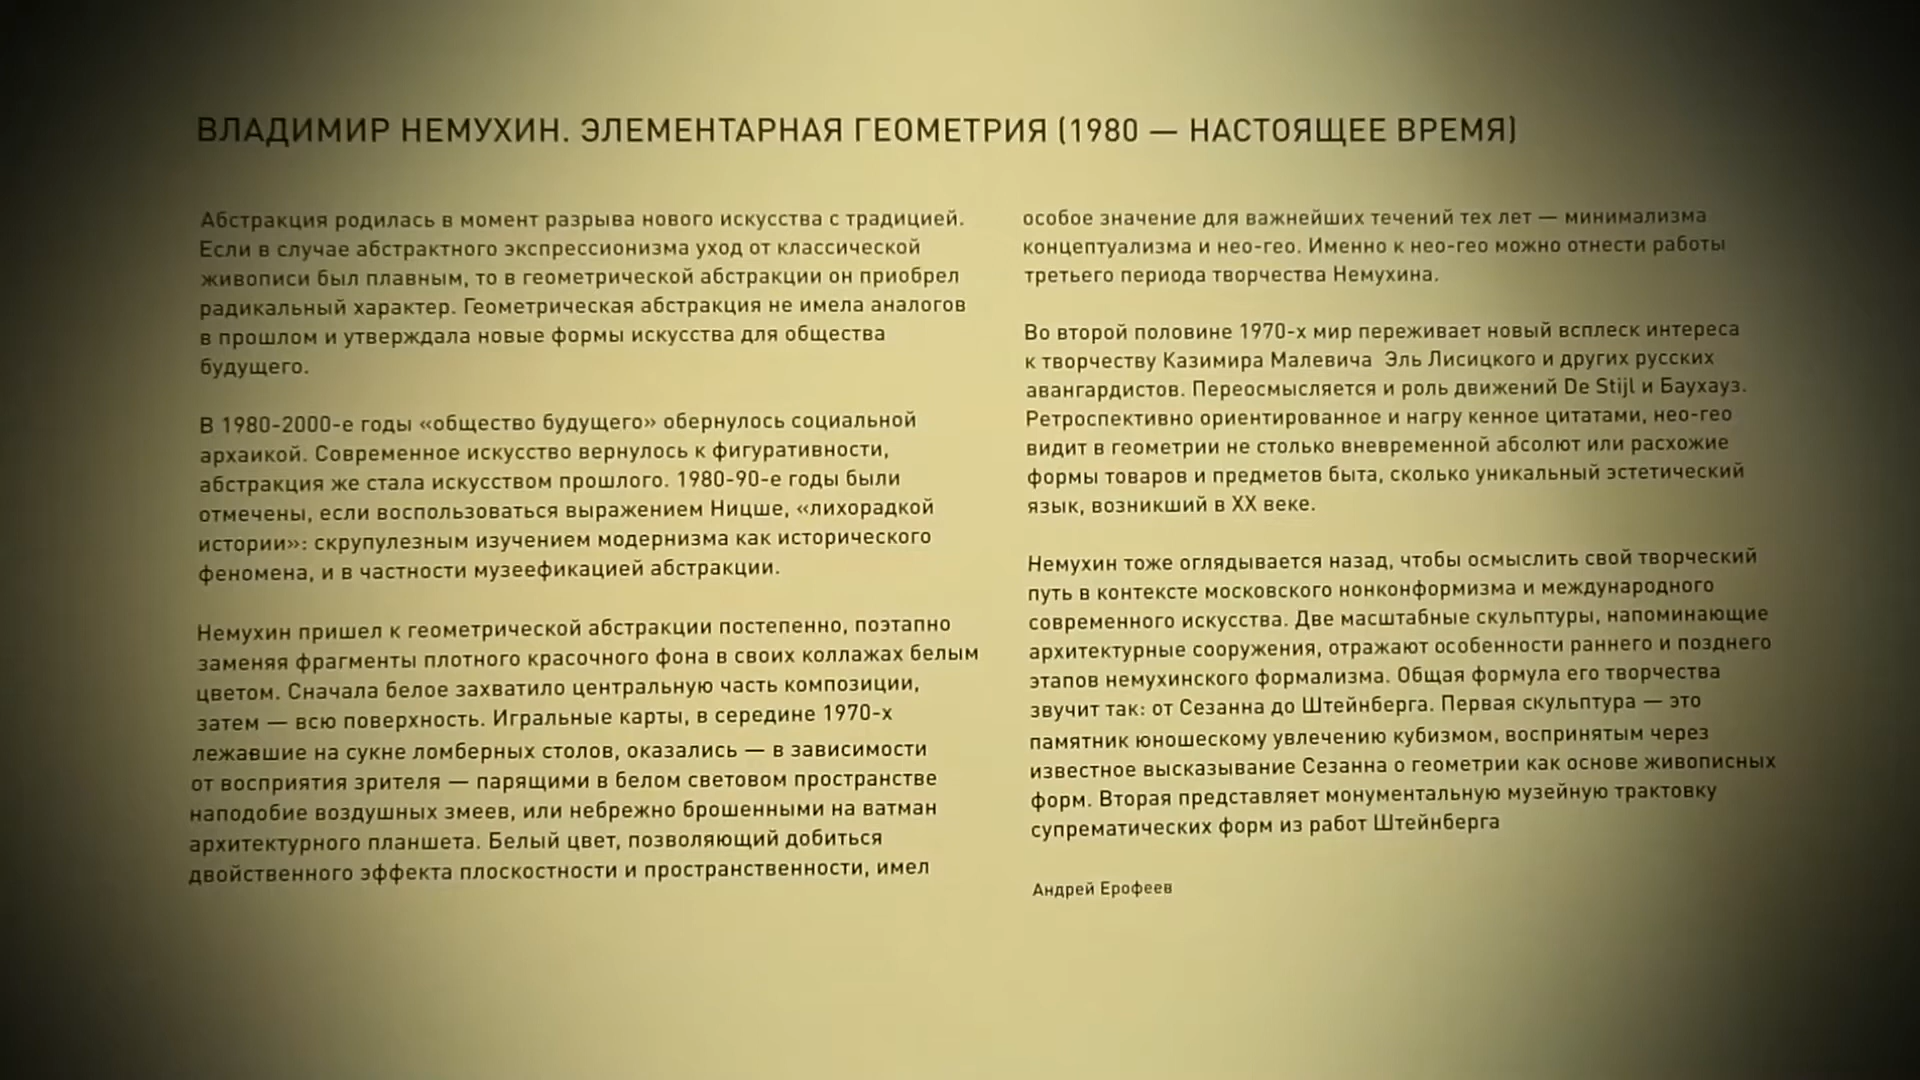 ВЛАДИМИР НЕМУХИН. ЭЛЕМЕНТАРНАЯ ГЕОМЕТРИЯ (1980 — НАСТОЯЩЕЕ ВРЕМЯ)
Абстракция родилась в момент разрыва нового искусства с традицией.
Если в случае абстрактного экспрессионизма уход от классической
живописи был плавным, то в геометрической абстракции он приобрел
радикальный характер. Геометрическая абстракция не имела аналогов
в прошлом и утверждала новые формы искусства для общества
будущего.
В 1980-2000-е годы «общество будущего» обернулось социальной
архаикой. Современное искусство вернулось к фигуративности,
абстракция же стала искусством прошлого. 1980-90-е годы были
отмечены, если воспользоваться выражением Ницше, «лихорадкой
истории»: скрупулезным изучением модернизма как исторического
феномена, и в частности музеефикацией абстракции.
Немухин пришел к геометрической абстракции постепенно, поэтапно
заменяя фрагменты плотного красочного фона в своих коллажах белым
цветом. Сначала белое захватило центральную часть композиции,
затем — всю поверхность. Игральные карты, в середине 1970-х
лежавшие на сукне ломберных столов, оказались — в зависимости
от восприятия зрителя — парящими в белом световом пространстве
наподобие воздушных змеев, или небрежно брошенными на ватман
архитектурного планшета. Белый цвет, позволяющий добиться
двойственного эффекта плоскостности и пространственности, имел
особое значение для важнейших течений тех лет — минимализма
концептуализма и нео-гео. Именно к нео-гео можно отнести работы
третьего периода творчества Немухина.
Во второй половине 1970-х мир переживает новый всплеск интереса
к творчеству Казимира Малевича Эль Лисицкого и других русских
авангардистов. Переосмысляется и роль движений De Stijl и Баухауз.
Ретроспективно ориентированное и нагру кенное цитатами, нео-гео
видит в геометрии не столько вневременной абсолют или расхожие
формы товаров и предметов быта, сколько уникальный эстетический
язык, возникший в XX веке.
Немухин тоже оглядывается назад, чтобы осмыслить свой творческий
путь в контексте московского нонконформизма и международного
современного искусства. Две масштабные скульптуры, напоминающие
архитектурные сооружения, отражают особенности раннего и позднего
этапов немухинского формализма. Общая формула его творчества
звучит так: от Сезанна до Штейнберга. Первая скульптура — это
памятник юношескому увлечению кубизмом, воспринятым через
известное высказывание Сезанна о геометрии как основе живописных
форм. Вторая представляет монументальную музейную трактовку
супрематических форм из работ Штейнберга
Андрей Ерофеев